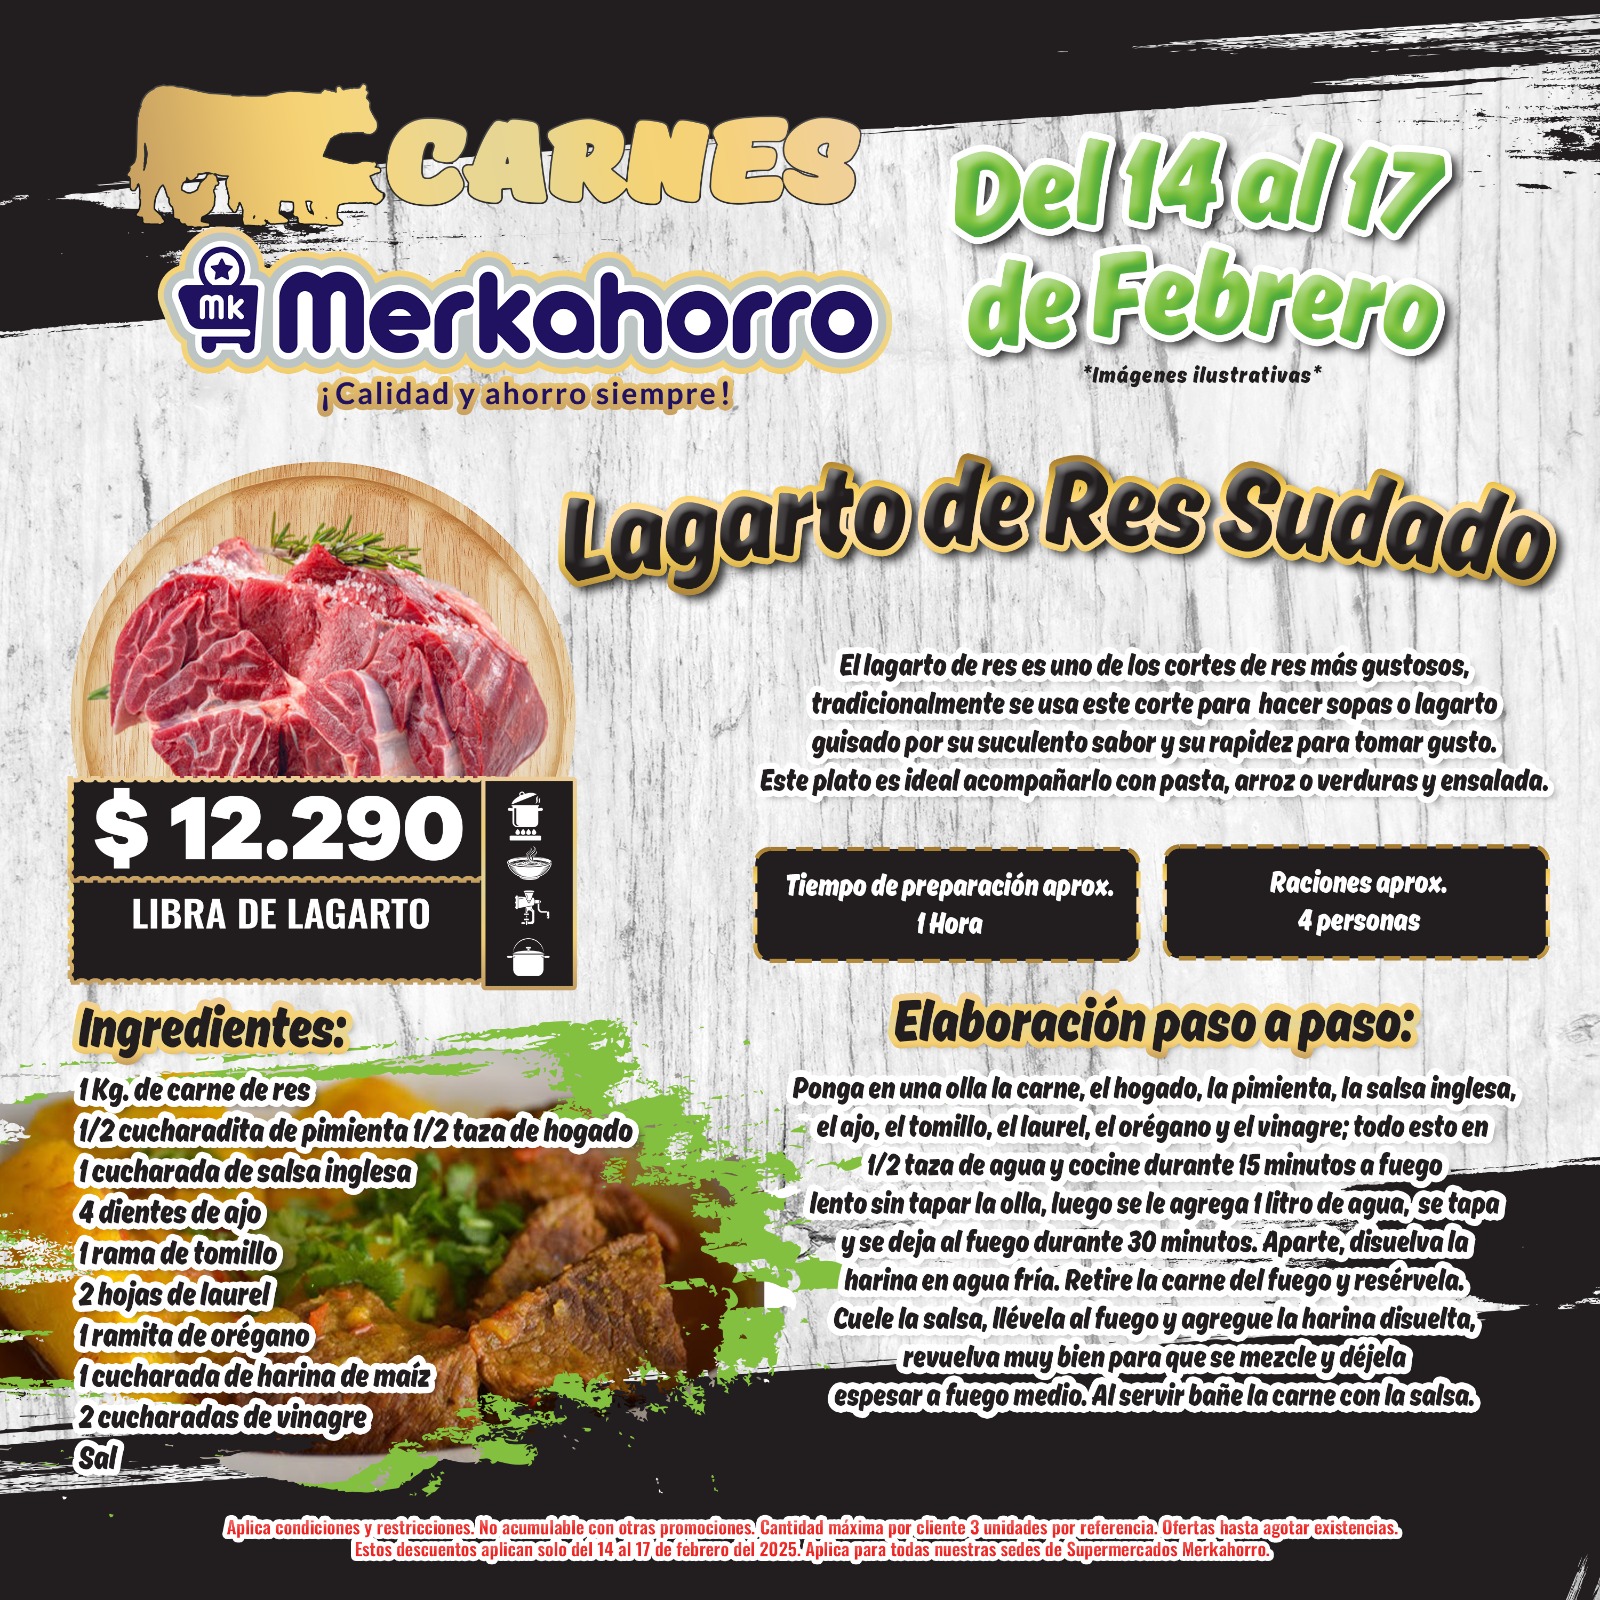 CARNES
MK Merkahorro
¡Calidad y ahorro siempre!
Del 14 al 17
de Febrero
*Imágenes ilustrativas*
Lagarto de Res Sudado
El lagarto de res es uno de los cortes de res más gustosos,
tradicionalmente se usa este corte para hacer sopas o lagarto
guisado por su suculento sabor y su rapidez para tomar gusto.
Este plato es ideal acompañarlo con pasta, arroz o verduras y ensalada.
$ 12.290
LIBRA DE LAGARTO
Tiempo de preparación aprox.
1 Hora
Raciones aprox.
4 personas
Ingredientes:
1 Kg. de carne de res
1/2 cucharadita de pimienta 1/2 taza de hogado
1 cucharada de salsa inglesa
4 dientes de ajo
1 rama de tomillo
2 hojas de laurel
1 ramita de orégano
1 cucharada de harina de maíz
2 cucharadas de vinagre
Sal
Elaboración paso a paso:
Ponga en una olla la carne, el hogado, la pimienta, la salsa inglesa,
el ajo, el tomillo, el laurel, el orégano y el vinagre; todo esto en
1/2 taza de agua y cocine durante 15 minutos a fuego
lento sin tapar la olla, luego se le agrega 1 litro de agua, se tapa
y se deja al fuego durante 30 minutos. Aparte, disuelva la
harina en agua fría. Retire la carne del fuego y resérvela.
Cuele la salsa, llévela al fuego y agregue la harina disuelta,
revuelva muy bien para que se mezcle y déjela
espesar a fuego medio. Al servir bañe la carne con la salsa.
Aplica condiciones y restricciones. No acumulable con otras promociones. Cantidad máxima por cliente 3 unidades por referencia. Ofertas hasta agotar existencias.
Estos descuentos aplican solo del 14 al 17 de febrero del 2025. Aplica para todas nuestras sedes de Supermercados Merkahorro.